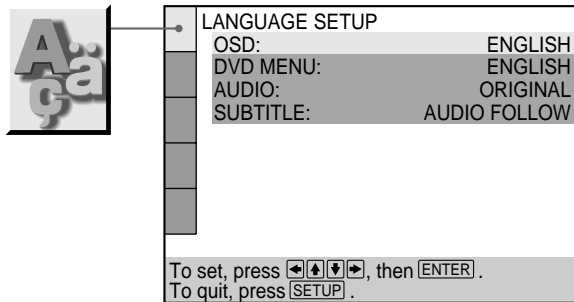 Aäç
LANGUAGE SETUP
OSD: ENGLISH
DVD MENU: ENGLISH
AUDIO: ORIGINAL
SUBTITLE: AUDIO FOLLOW
To set, press ←↑↓→, then ENTER.
To quit, press SETUP.